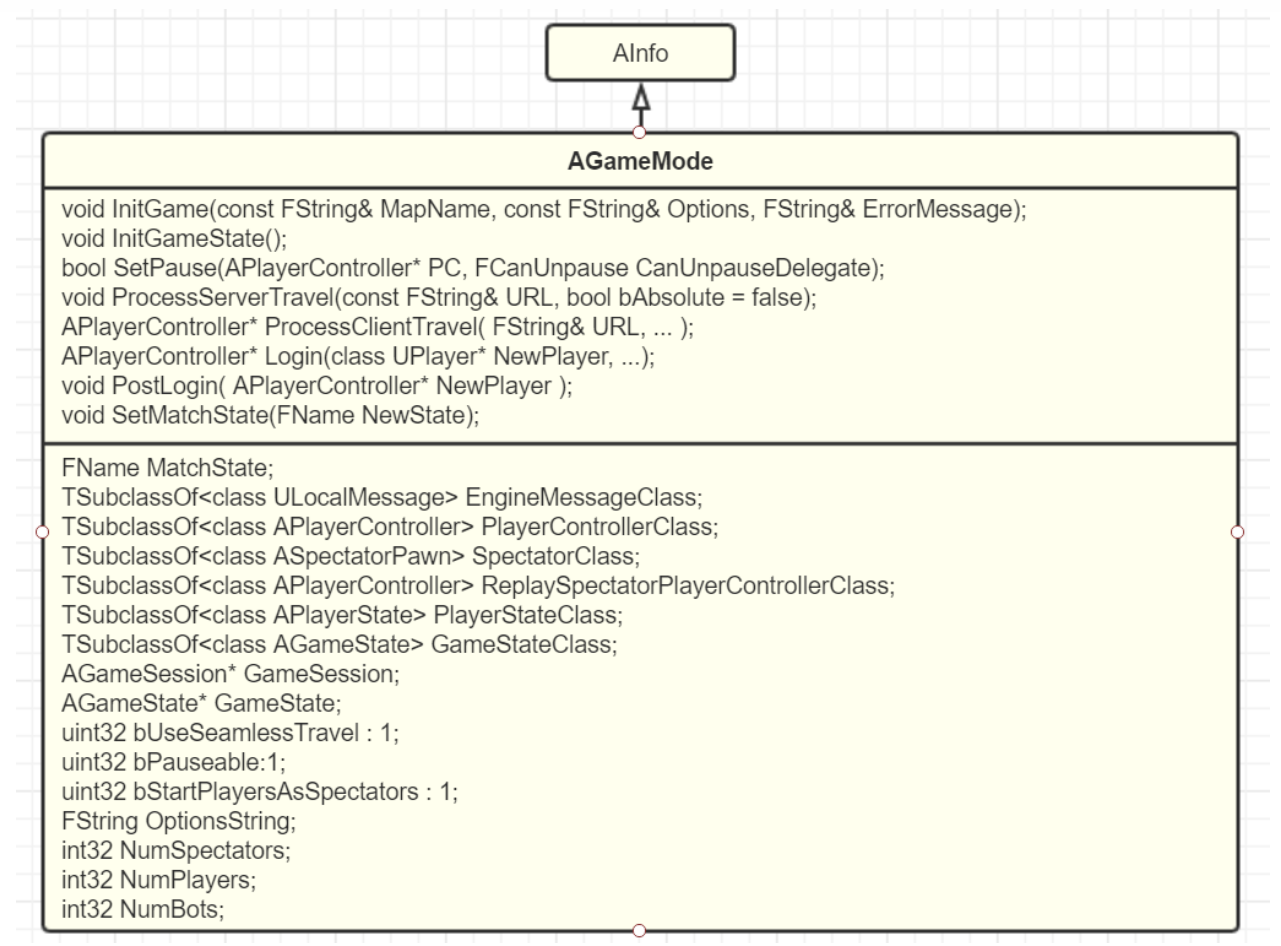 AInfo
AGameMode
void InitGame(const FString& MapName, const FString& Options, FString& ErrorMessage);
void InitGameState();
bool SetPause(APlayerController* PC, FCanUnpause CanUnpauseDelegate);
void ProcessServerTravel(const FString& URL, bool bAbsolute = false);
APlayerController* ProcessClientTravel( FString& URL, ... );
APlayerController* Login(class UPlayer* NewPlayer, ...);
void PostLogin( APlayerController* NewPlayer );
void SetMatchState(FName NewState);
FName MatchState;
TSubclassOf<class ULocalMessage> EngineMessageClass;
TSubclassOf<class APlayerController> PlayerControllerClass;
TSubclassOf<class ASpectatorPawn> SpectatorClass;
TSubclassOf<class APlayerController> ReplaySpectatorPlayerControllerClass;
TSubclassOf<class APlayerState> PlayerStateClass;
TSubclassOf<class AGameState> GameStateClass;
AGameSession* GameSession;
AGameState* GameState;
uint32 bUseSeamlessTravel : 1;
uint32 bPauseable:1;
uint32 bStartPlayersAsSpectators : 1;
FString OptionsString;
int32 NumSpectators;
int32 NumPlayers;
int32 NumBots;